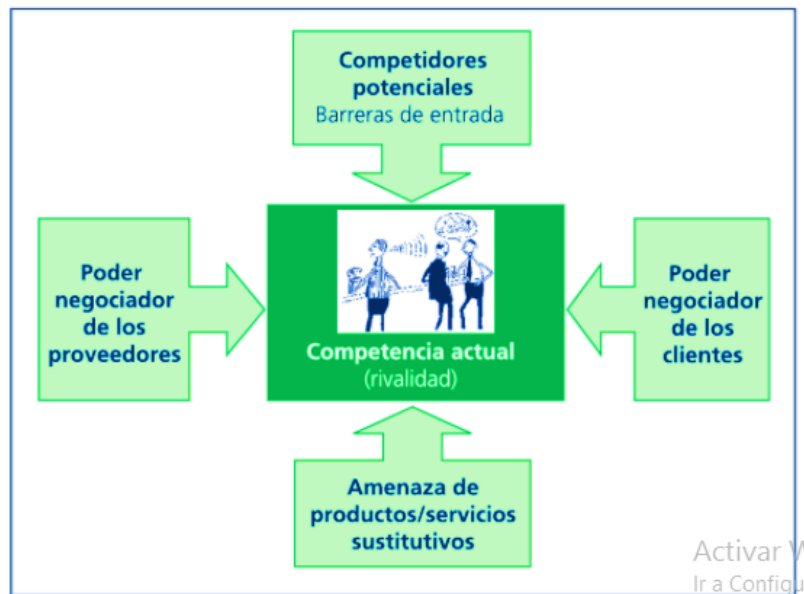 Competidores
potenciales
Barreras de entrada
Poder
negociador
de los
proveedores
Competencia actual
(rivalidad)
Poder
negociador
de los
clientes
Amenaza de
productos/servicios
sustitutivos
Activar
Ir a